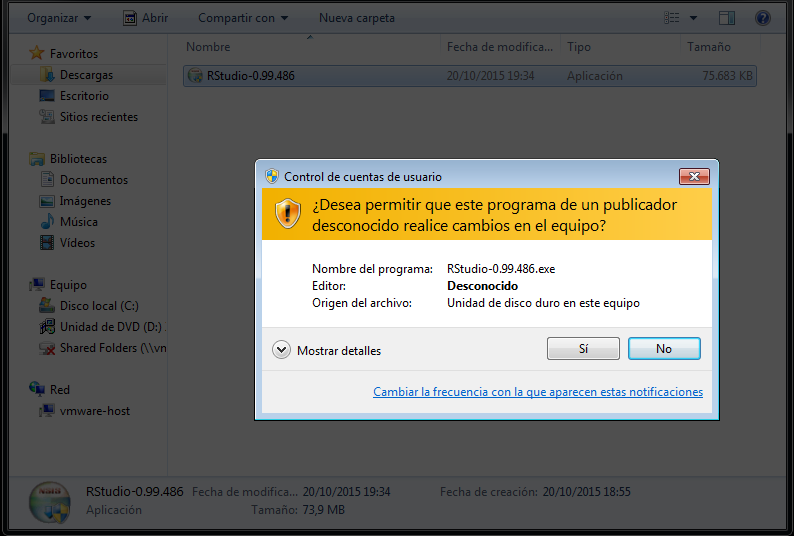 Organizar
Abrir
Compartir con
Nueva carpeta
Nombre
Fecha de modifica...
Tipo
Tamaño
Favoritos
Descargas
Escritorio
Sitios recientes
Bibliotecas
Documentos
Imágenes
Música
Vídeos
Equipo
Disco local (C:)
Unidad de DVD (D:)
Shared Folders (\\vn
Red
vmware-host
RStudio-0.99.486
20/10/2015 19:34
Aplicación
75.683 KB
Control de cuentas de usuario
¿Desea permitir que este programa de un publicador
desconocido realice cambios en el equipo?
Nombre del programa: RStudio-0.99.486.exe
Editor: Desconocido
Origen del archivo: Unidad de disco duro en este equipo
Mostrar detalles
Sí
No
Cambiar la frecuencia con la que aparecen estas notificaciones
RStudio-0.99.486 Fecha de modifica... 20/10/2015 19:34 Fecha de creación: 20/10/2015 18:55
Aplicación Tamaño: 73,9 MB